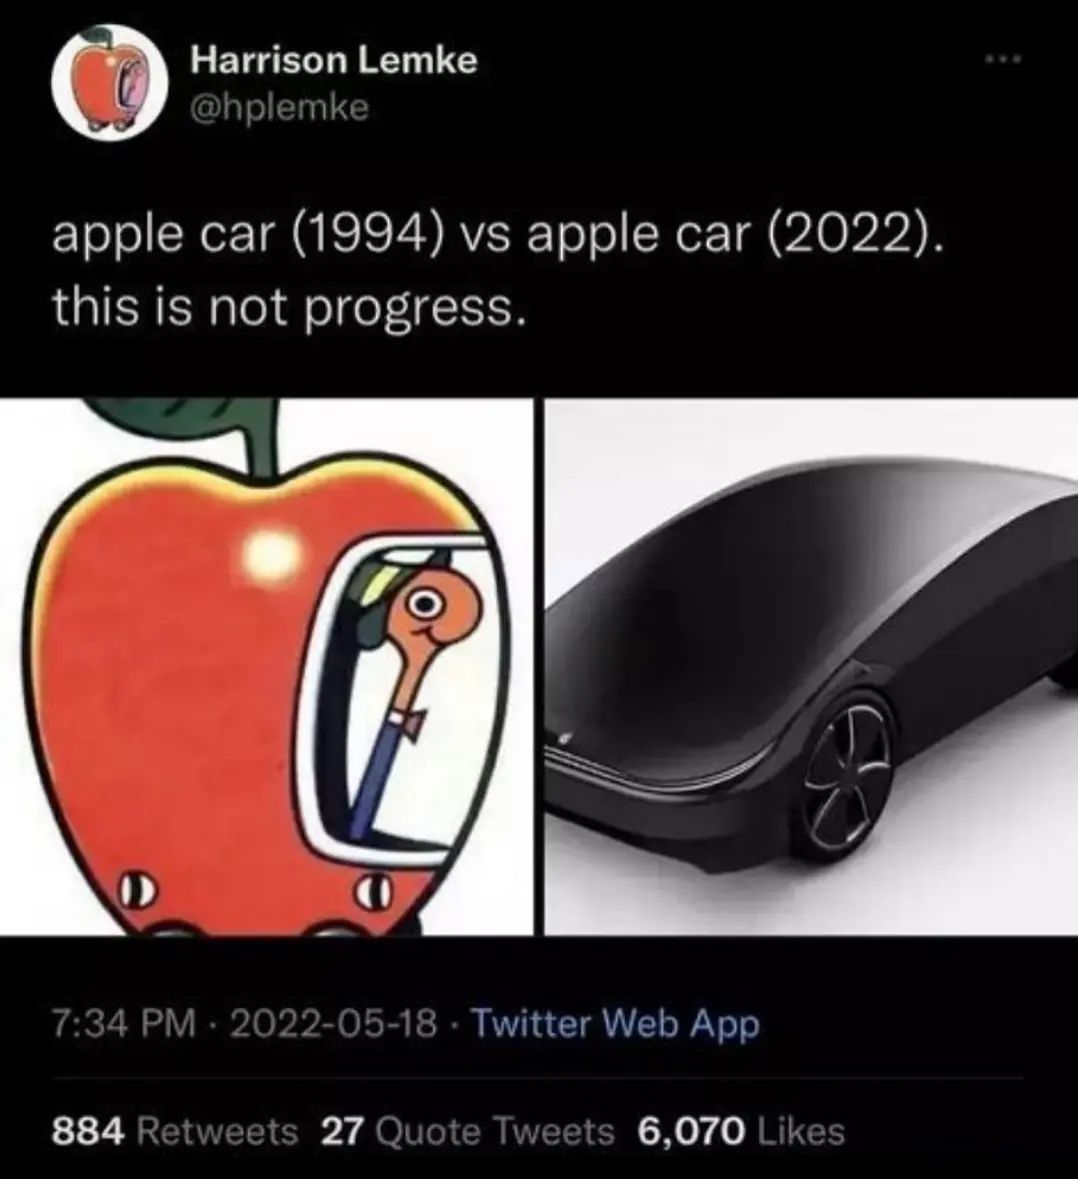 Harrison Lemke
@hplemke
apple car (1994) vs apple car (2022).
this is not progress.
7:34 PM · 2022-05-18 · Twitter Web App
884 Retweets 27 Quote Tweets 6,070 Likes